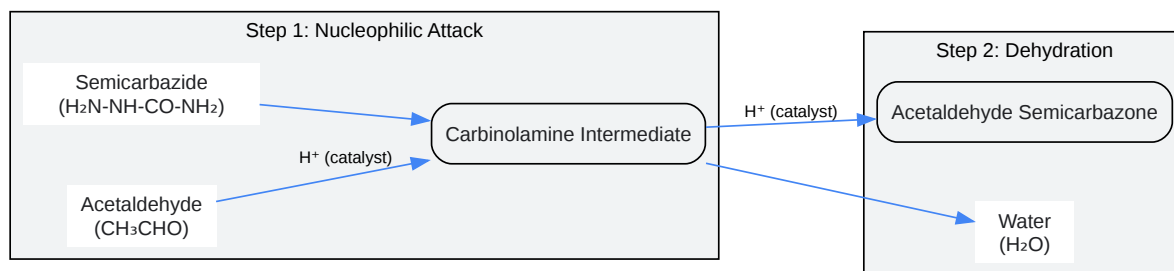 Step 1: Nucleophilic Attack
Semicarbazide
(H₂N-NH-CO-NH₂)
H⁺ (catalyst)
Acetaldehyde
(CH₃CHO)
Carbinolamine Intermediate
H⁺ (catalyst)
Step 2: Dehydration
Acetaldehyde Semicarbazone
Water
(H₂O)